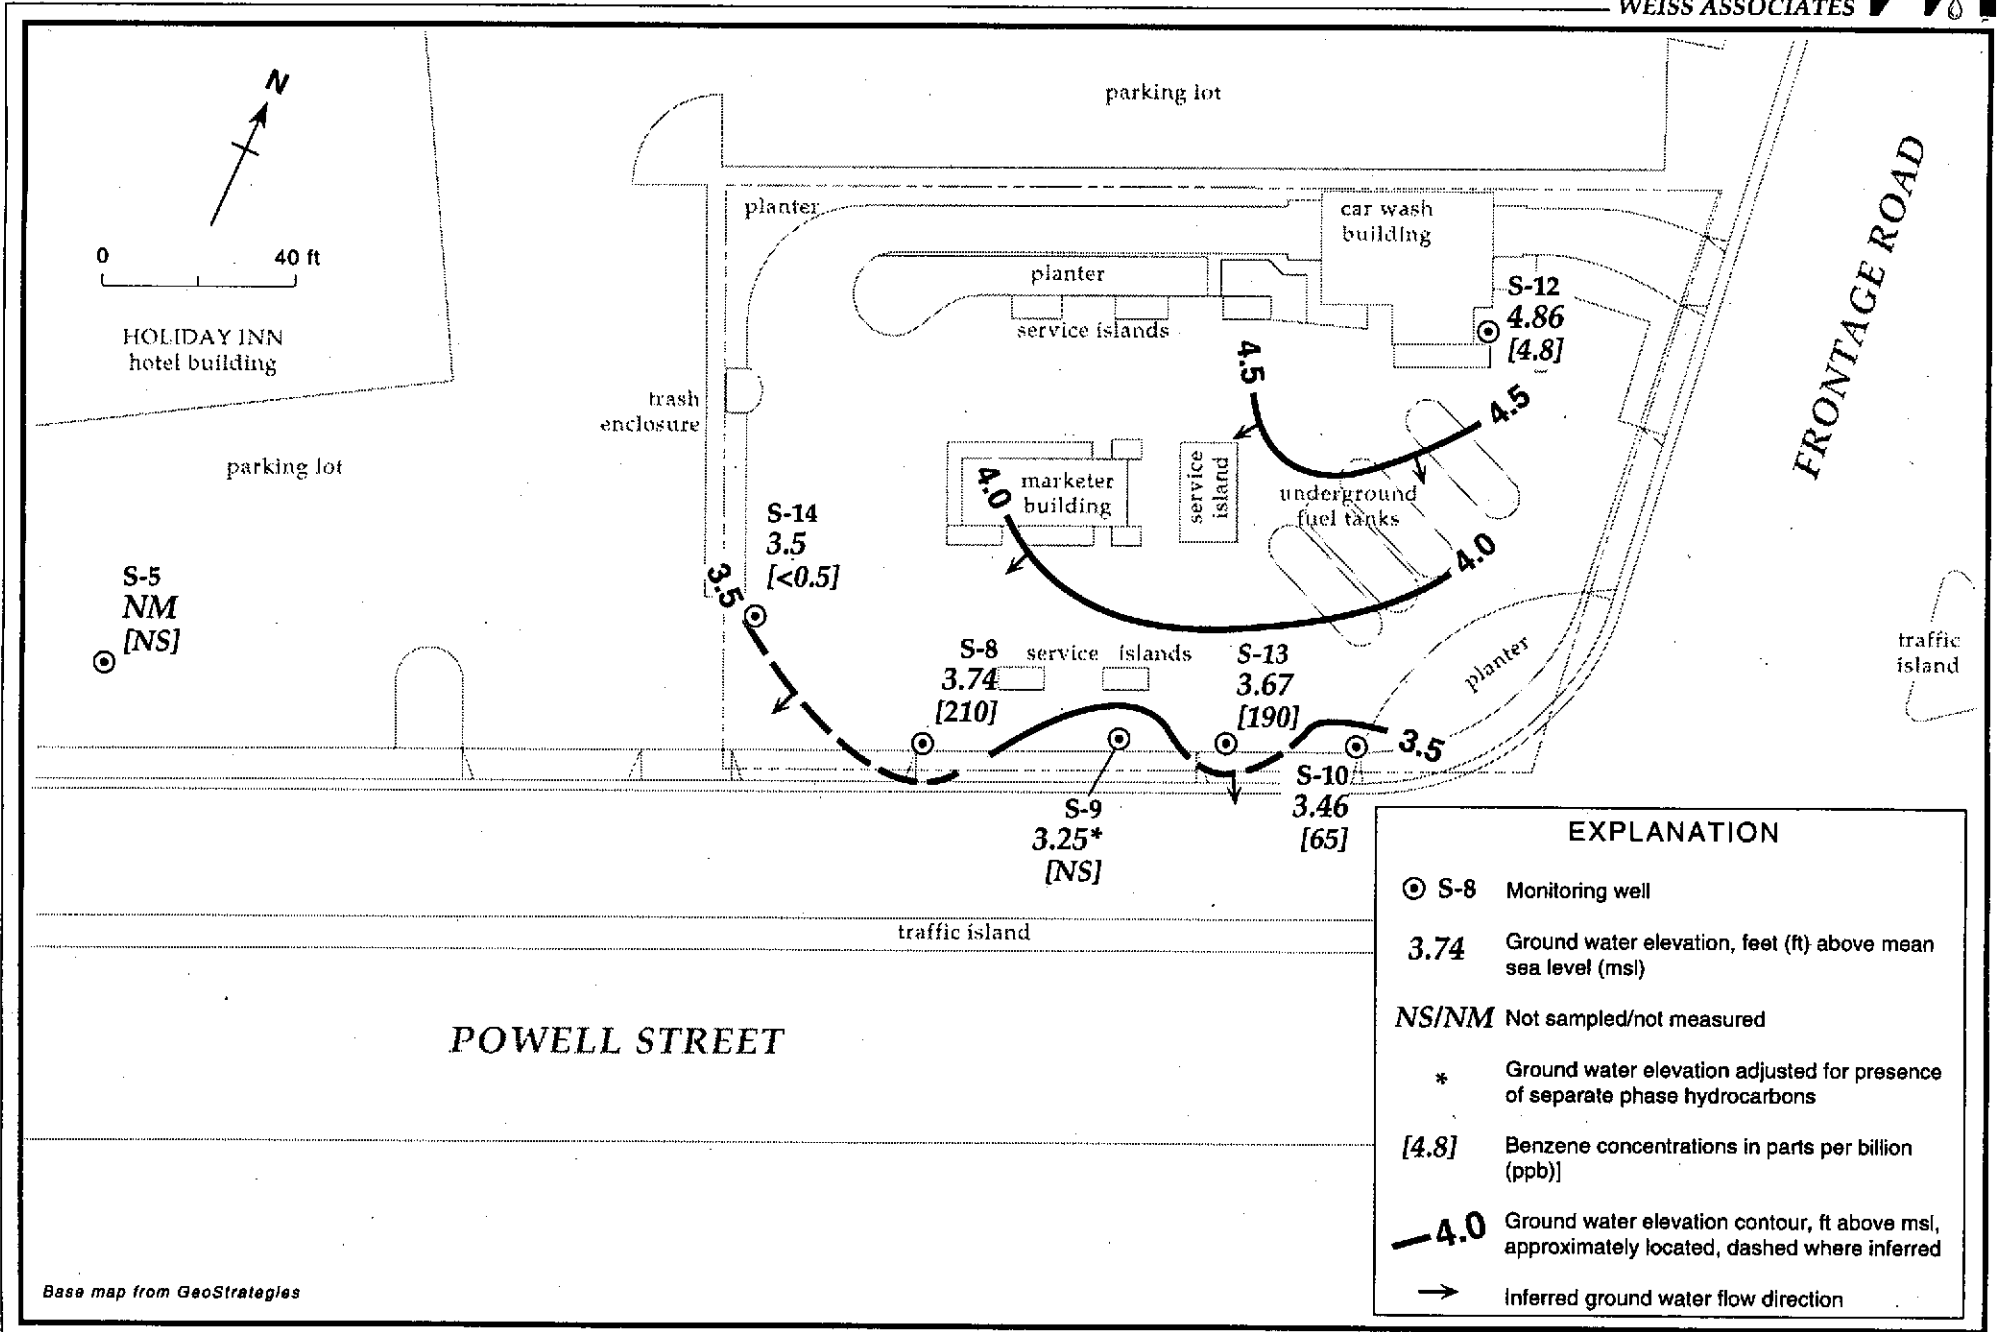 WEISS ASSOCIATES
N
0 40 ft
HOLIDAY INN
hotel building
parking lot
parking lot
planter
car wash
building
planter
service islands
trash
enclosure
S-12
4.86
[4.8]
4.5
4.5
FRONTAGE ROAD
marketer
building
service
island
underground
fuel tanks
4.0
4.0
S-14
3.5
[<0.5]
3.5
S-5
NM
[NS]
S-8
3.74
[210]
service islands
S-13
3.67
[190]
planter
traffic
island
3.5
S-9
3.25*
[NS]
S-10
3.46
[65]
traffic island
POWELL STREET
EXPLANATION
S-8 Monitoring well
3.74 Ground water elevation, feet (ft) above mean
sea level (msl)
NS/NM Not sampled/not measured
* Ground water elevation adjusted for presence
of separate phase hydrocarbons
[4.8] Benzene concentrations in parts per billion
(ppb)]
4.0 Ground water elevation contour, ft above msl,
approximately located, dashed where inferred
Inferred ground water flow direction
Base map from GeoStrategies